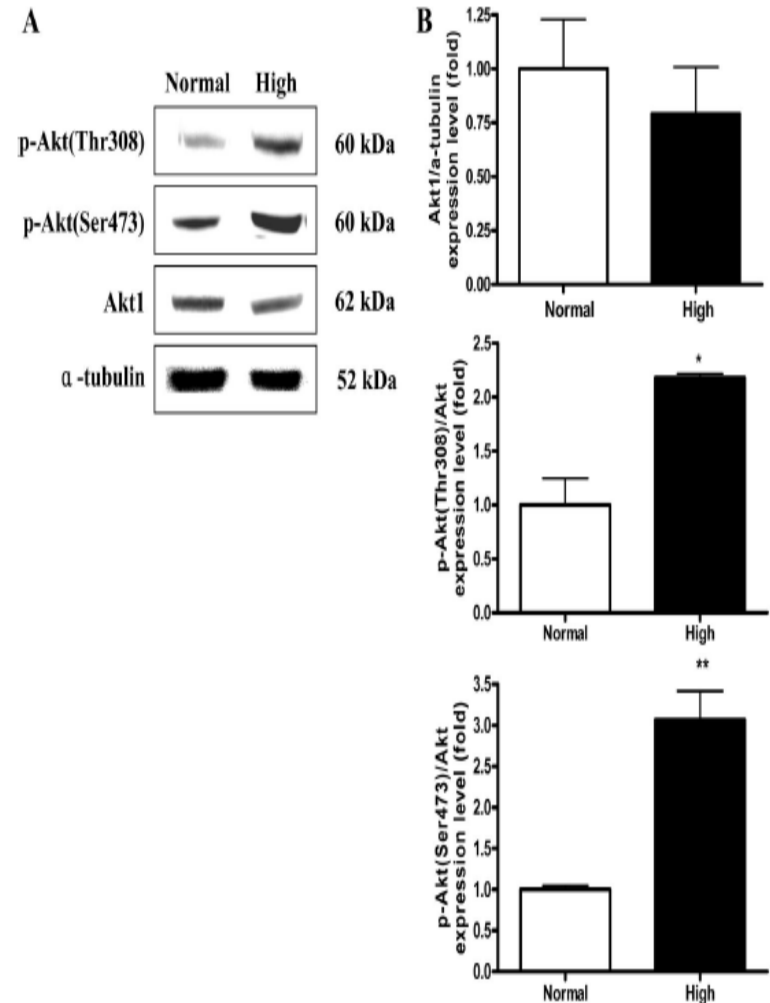 A
Normal High
p-Akt(Thr308) 60 kDa
p-Akt(Ser473) 60 kDa
Akt1 62 kDa
α-tubulin 52 kDa
B
Akt1/a-tubulin
expression level (fold)
1.25
1.00
0.75
0.50
0.25
0.00
Normal High
p-Akt(Thr308)/Akt
expression level (fold)
2.5
2.0
1.5
1.0
0.5
0.0
*
Normal High
p-Akt(Ser473)/Akt
expression level (fold)
3.5
3.0
2.5
2.0
1.5
1.0
0.5
0.0
**
Normal High